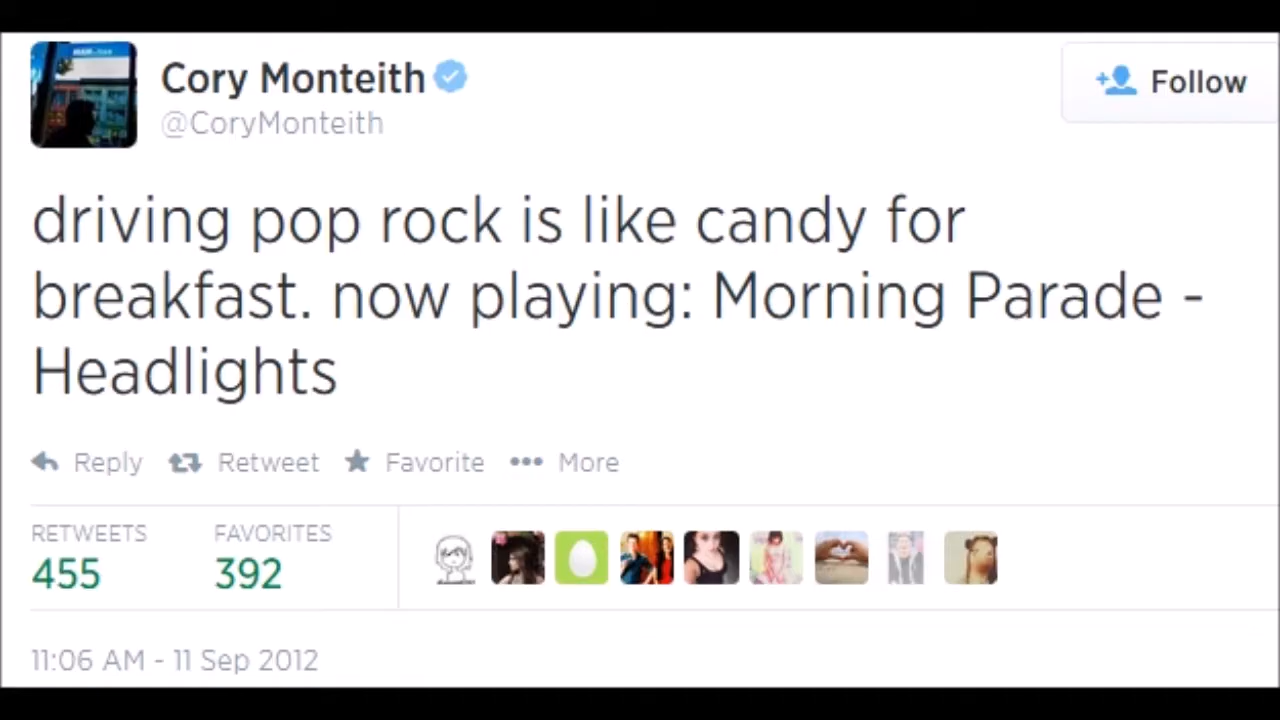 Cory Monteith
@CoryMonteith
Follow
driving pop rock is like candy for
breakfast. now playing: Morning Parade -
Headlights
Reply Retweet Favorite More
RETWEETS FAVORITES
455 392
11:06 AM - 11 Sep 2012